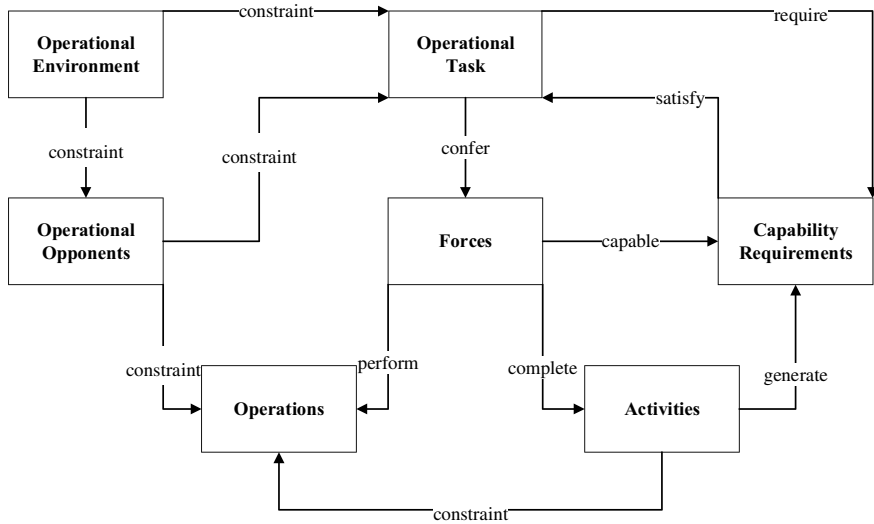 constraint
require
Operational
Environment
Operational
Task
satisfy
constraint
constraint
confer
Operational
Opponents
Forces
capable
Capability
Requirements
constraint
perform
complete
generate
Operations
Activities
constraint